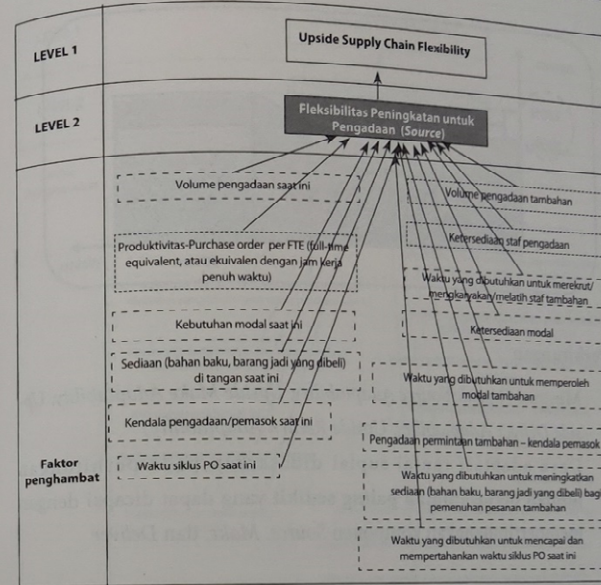 LEVEL 1
Upside Supply Chain Flexibility
LEVEL 2
Fleksibilitas Peningkatan untuk
Pengadaan (Source)
Faktor
penghambat
Volume pengadaan saat ini
Produktivitas-Purchase order per FTE (full-time
equivalent, atau ekuivalen dengan jam kerja
penuh waktu)
Kebutuhan modal saat ini
Sediaan (bahan baku, barang jadi yang dibeli)
di tangan saat ini
Kendala pengadaan/pemasok saat ini
Waktu siklus PO saat ini
Volume pengadaan tambahan
Ketersediaan staf pengadaan
Waktu yang dibutuhkan untuk merekrut/
mengkaryakan/melatih staf tambahan
Ketersediaan modal
Waktu yang dibutuhkan untuk memperoleh
modal tambahan
Pengadaan permintaan tambahan – kendala pemasok
Waktu yang dibutuhkan untuk meningkatkan
sediaan (bahan baku, barang jadi yang dibeli) bagi
pemenuhan pesanan tambahan
Waktu yang dibutuhkan untuk mencapai dan
mempertahankan waktu siklus PO saat ini